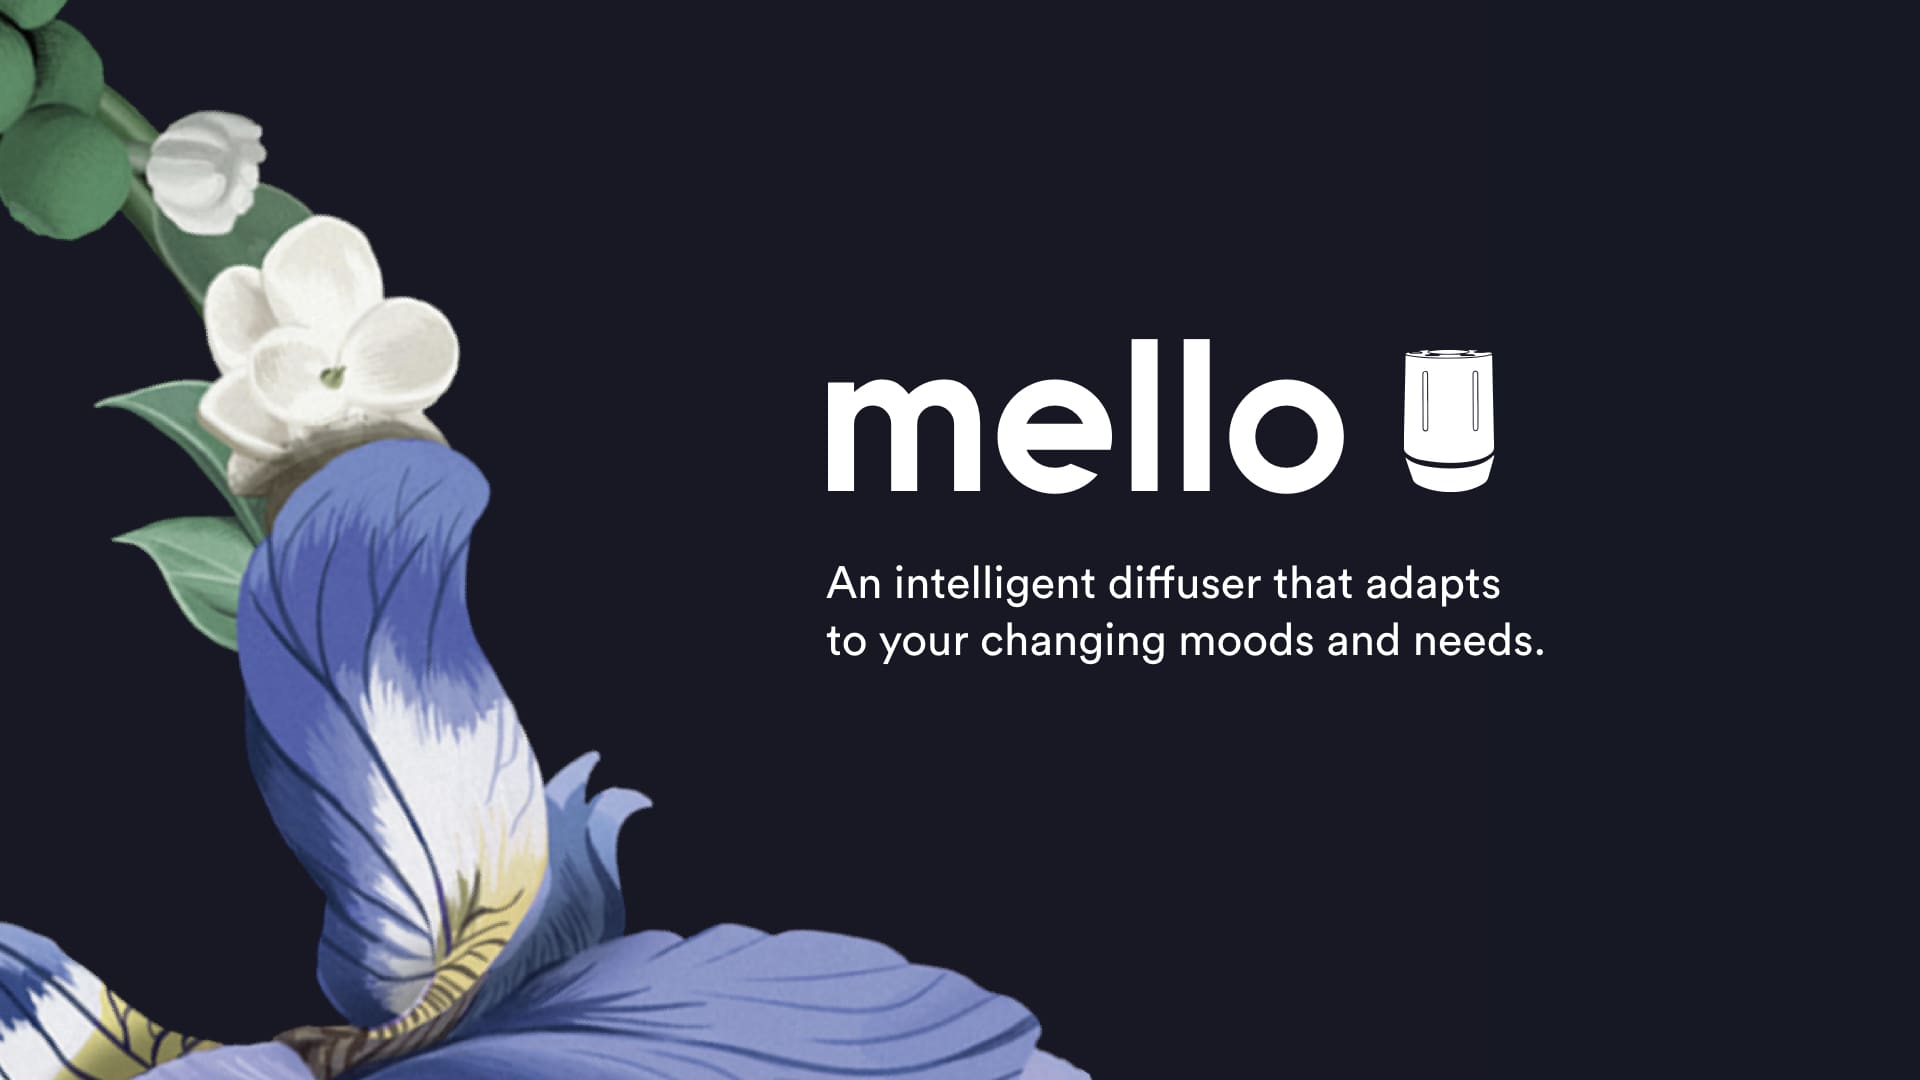 mello
An intelligent diffuser that adapts
to your changing moods and needs.